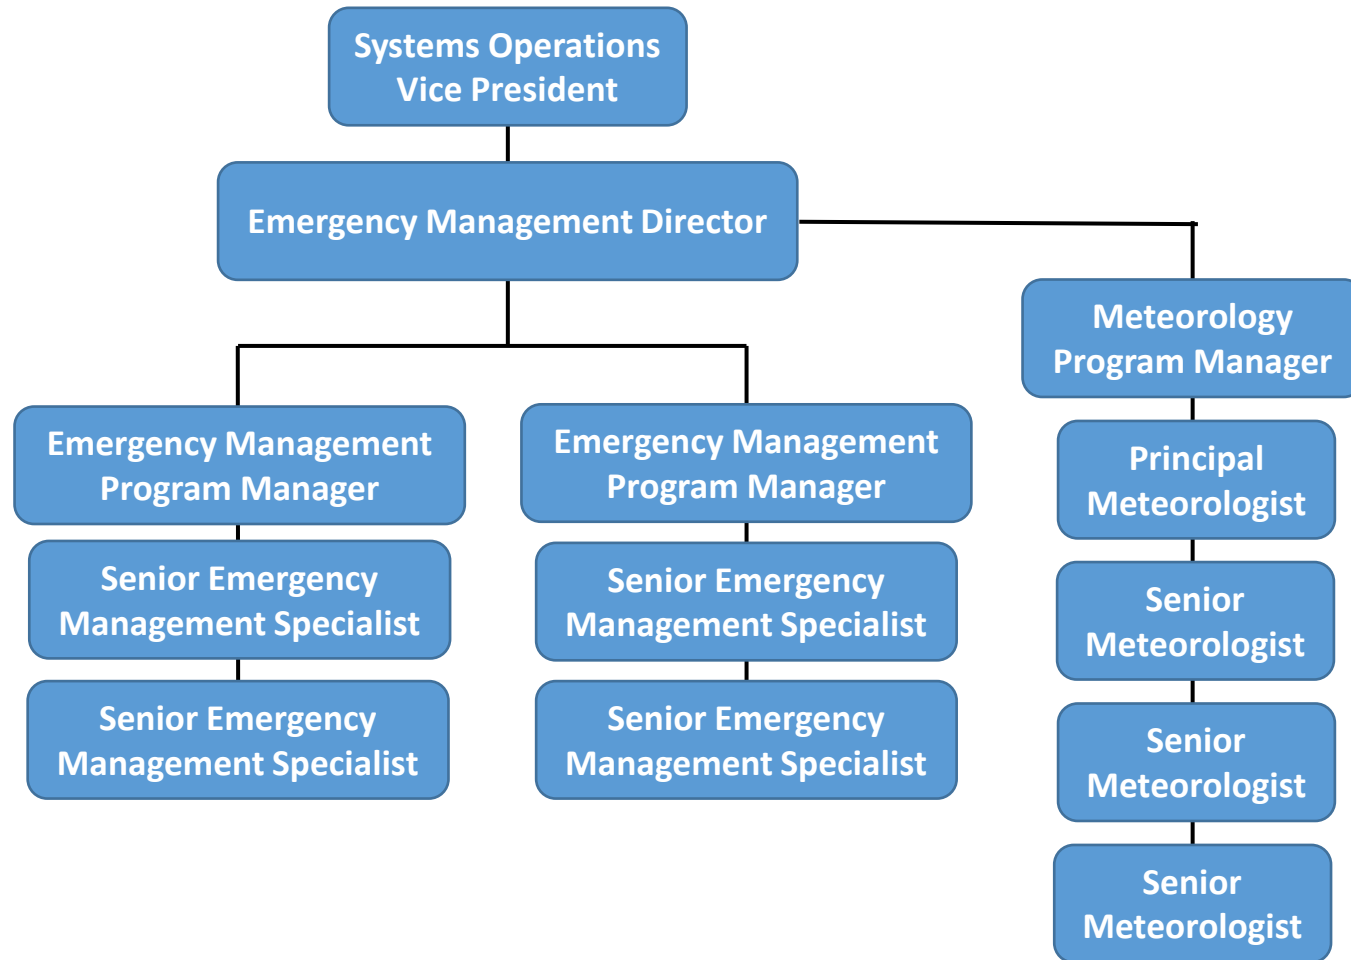 Systems Operations
Vice President
Emergency Management Director
Meteorology
Program Manager
Emergency Management
Program Manager
Emergency Management
Program Manager
Principal
Meteorologist
Senior Emergency
Management Specialist
Senior Emergency
Management Specialist
Senior
Meteorologist
Senior Emergency
Management Specialist
Senior Emergency
Management Specialist
Senior
Meteorologist
Senior
Meteorologist